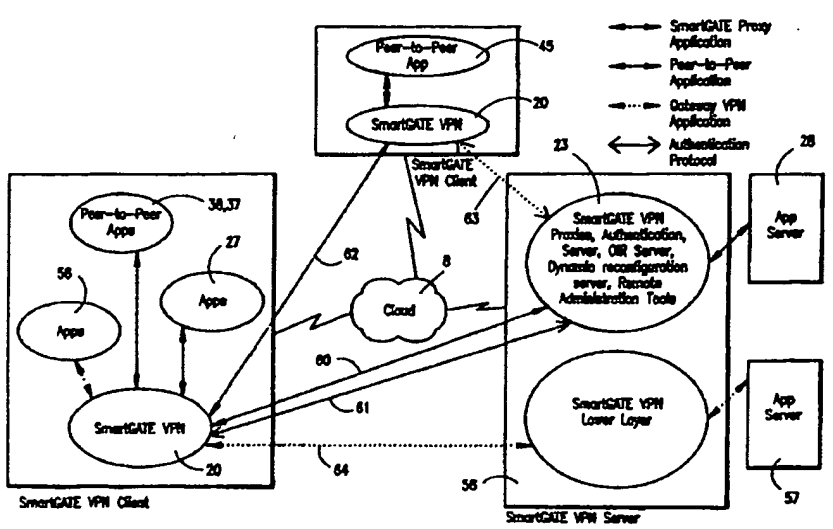 Peer-to-Peer
App
45
SmartGATE VPN
20
SmartGATE
VPN Client
SmartGATE Proxy
Application
Peer-to-Peer
Application
Gateway VPN
Application
Authentication
Protocol
23
28
63
SmartGATE VPN
Proxies, Authentication,
Server, OLR Server,
Dynamic reconfiguration
server, Remote
Administration Tools
App
Server
Peer-to-Peer
Apps
38,37
27
56
Apps
Apps
62
8
Cloud
60
61
SmartGATE VPN
20
64
SmartGATE VPN
Lower Layer
App
Server
58
57
SmartGATE VPN Client
SmartGATE VPN Server